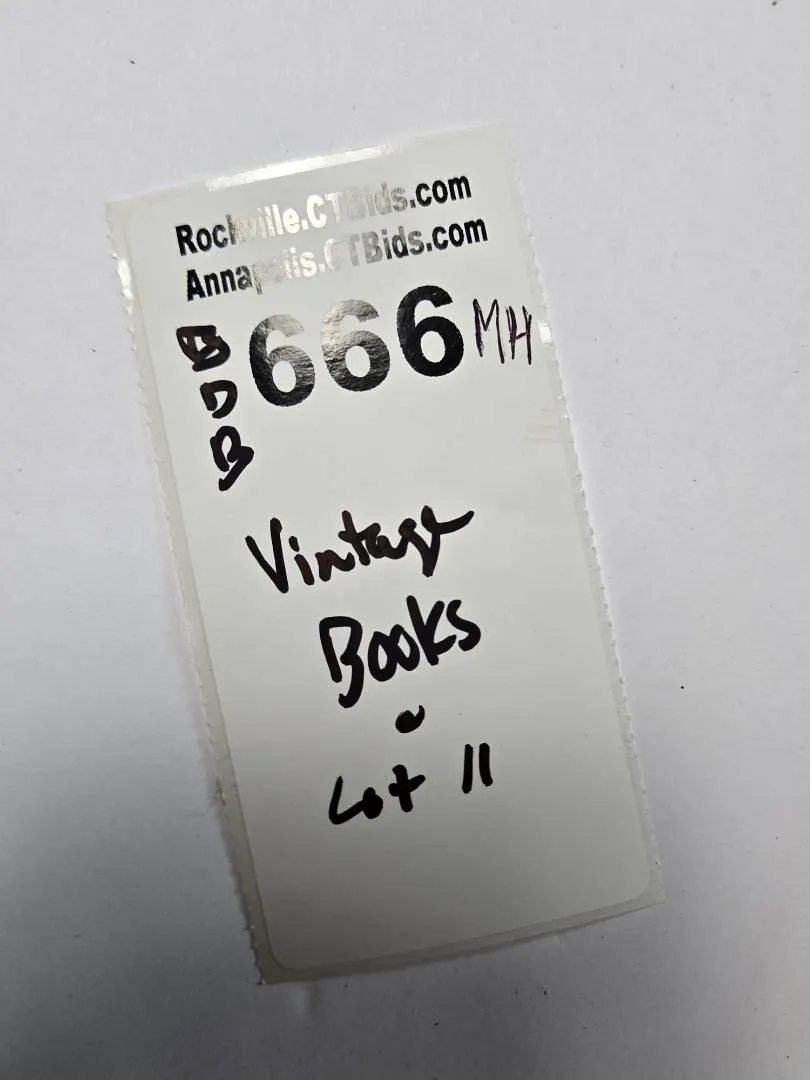 Rockville.CTBids.com
Annapolis.CTBids.com
666 MH
B
D
B
Vintage
Books
-
Lot 11